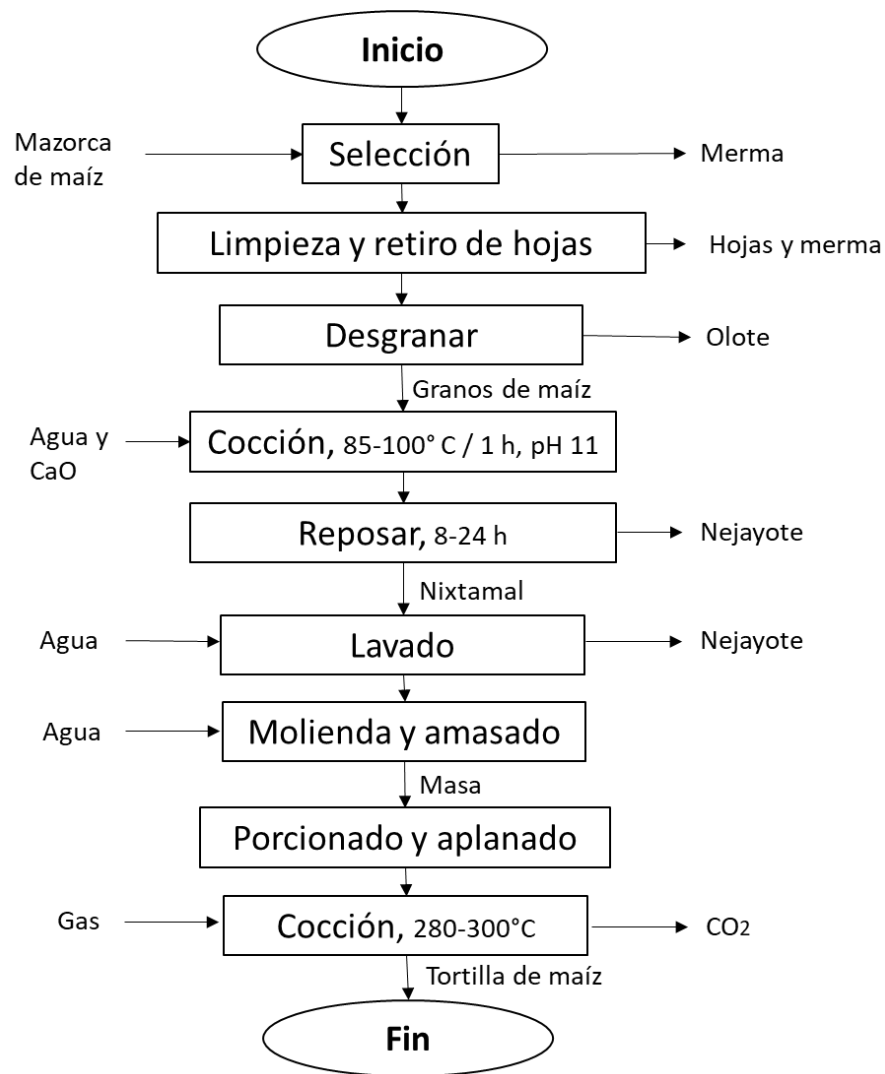 Inicio
Mazorca
de maíz
Selección
Merma
Limpieza y retiro de hojas
Hojas y merma
Desgranar
Olote
Granos de maíz
Agua y
CaO
Cocción, 85-100° C / 1 h, pH 11
Reposar, 8-24 h
Nejayote
Nixtamal
Agua
Lavado
Nejayote
Agua
Molienda y amasado
Masa
Porcionado y aplanado
Gas
Cocción, 280-300°C
CO2
Tortilla de maíz
Fin